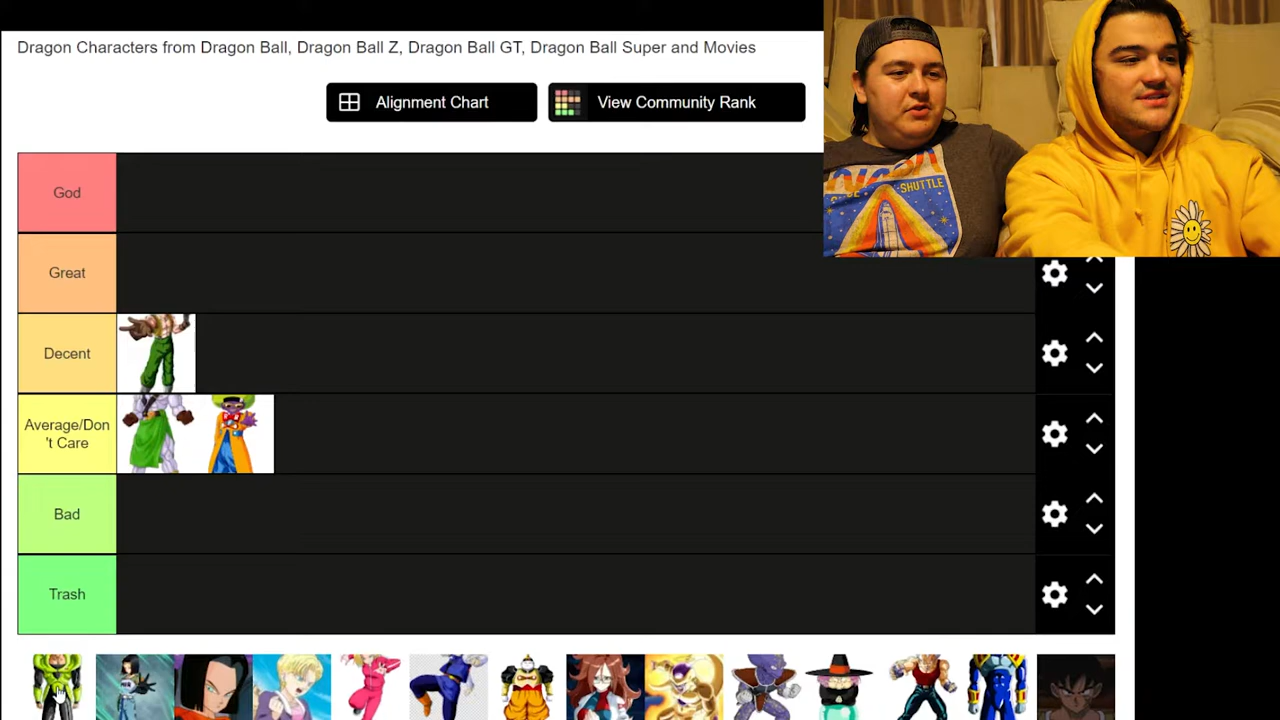 Dragon Characters from Dragon Ball, Dragon Ball Z, Dragon Ball GT, Dragon Ball Super and Movies
Alignment Chart
View Community Rank
SHUTTLE
God
Great
Decent
Average/Don
't Care
Bad
Trash